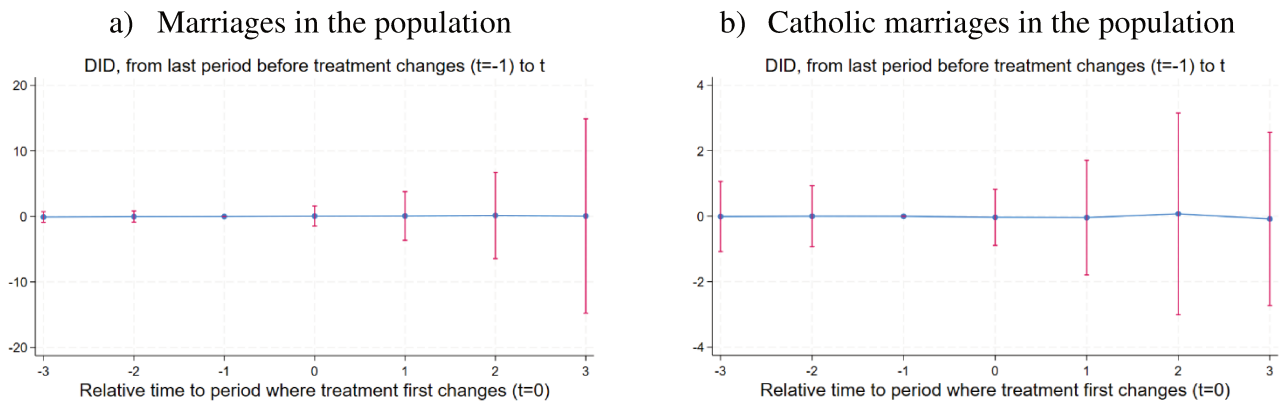 a) Marriages in the population
DID, from last period before treatment changes (t=-1) to t
20
10
0
-10
-20
-3 -2 -1 0 1 2 3
Relative time to period where treatment first changes (t=0)
b) Catholic marriages in the population
DID, from last period before treatment changes (t=-1) to t
4
2
0
-2
-4
-3 -2 -1 0 1 2 3
Relative time to period where treatment first changes (t=0)